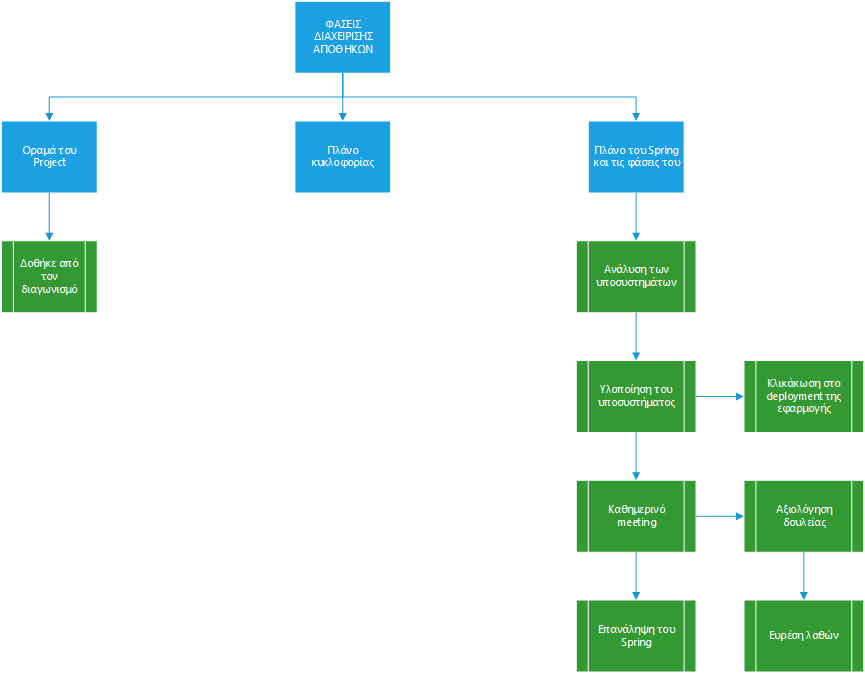 ΦΑΣΕΙΣ
ΔΙΑΧΕΙΡΙΣΗΣ
ΑΠΟΘΗΚΩΝ
Οραμά του
Project
Πλάνο
κυκλοφορίας
Πλάνο του Spring
και τις φάσεις του
Δοθήκε από
τον
διαγωνισμό
Ανάλυση των
υποσυστημάτων
Υλοποίηση του
υποσυστήματος
Κλικάκωση στο
deployment της
εφαρμογής
Καθημερινό
meeting
Αξιολόγηση
δουλείας
Επανάληψη του
Spring
Ευρέση λαθών